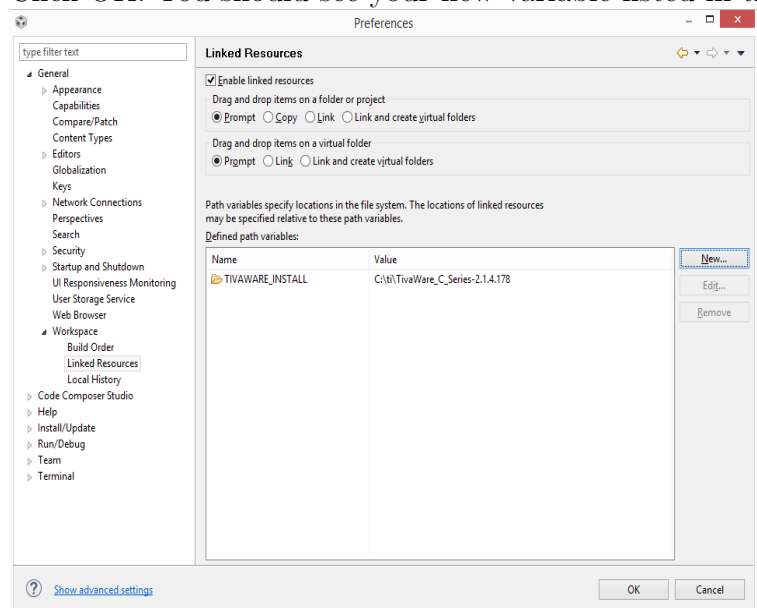 Click OK. You should see your new variable listed in
Preferences
type filter text
General
Appearance
Capabilities
Compare/Patch
Content Types
Editors
Globalization
Keys
Network Connections
Perspectives
Search
Security
Startup and Shutdown
UI Responsiveness Monitoring
User Storage Service
Web Browser
Workspace
Build Order
Linked Resources
Local History
Code Composer Studio
Help
Install/Update
Run/Debug
Team
Terminal
Linked Resources
Enable linked resources
Drag and drop items on a folder or project
Prompt Copy Link Link and create virtual folders
Drag and drop items on a virtual folder
Prompt Link Link and create virtual folders
Path variables specify locations in the file system. The locations of linked resources
may be specified relative to these path variables.
Defined path variables:
Name Value
TIVAWARE_INSTALL C:\ti\TivaWare_C_Series-2.1.4.178
New...
Edit...
Remove
Show advanced settings
OK Cancel